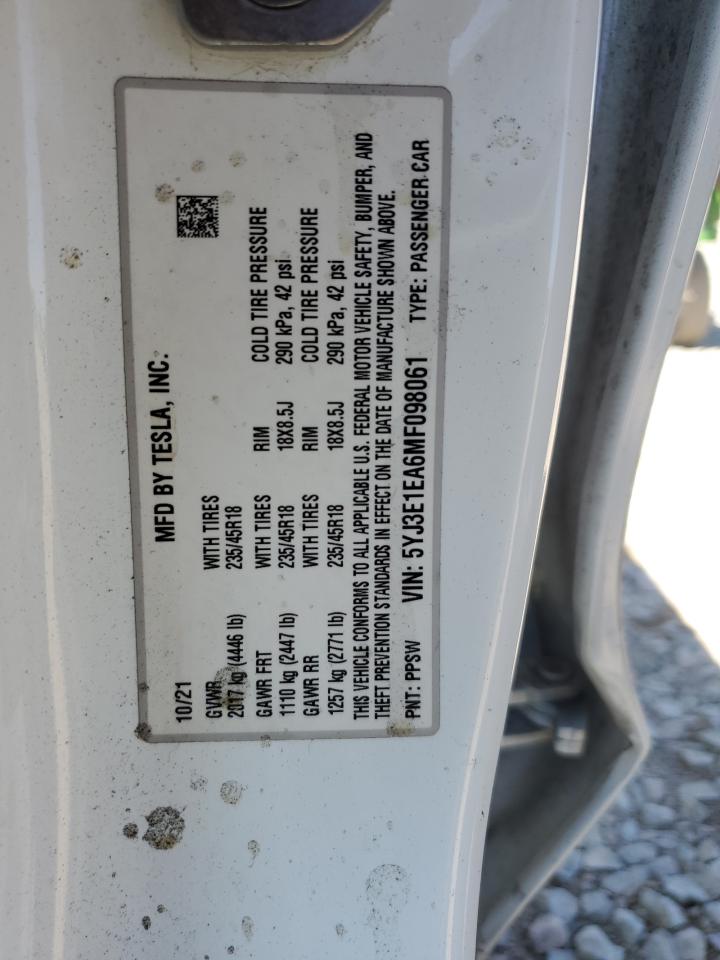 MFD BY TESLA, INC.
10/21
GVWR WITH TIRES
2017 kg (4446 lb) 235/45R18
GAWR FRT WITH TIRES RIM COLD TIRE PRESSURE
1110 kg (2447 lb) 235/45R18 18X8.5J 290 kPa, 42 psi
GAWR RR WITH TIRES RIM COLD TIRE PRESSURE
1257 kg (2771 lb) 235/45R18 18X8.5J 290 kPa, 42 psi
THIS VEHICLE CONFORMS TO ALL APPLICABLE U.S. FEDERAL MOTOR VEHICLE SAFETY, BUMPER, AND
THEFT PREVENTION STANDARDS IN EFFECT ON THE DATE OF MANUFACTURE SHOWN ABOVE.
PNT: PPSW VIN: 5YJ3E1EA6MF098061 TYPE: PASSENGER CAR